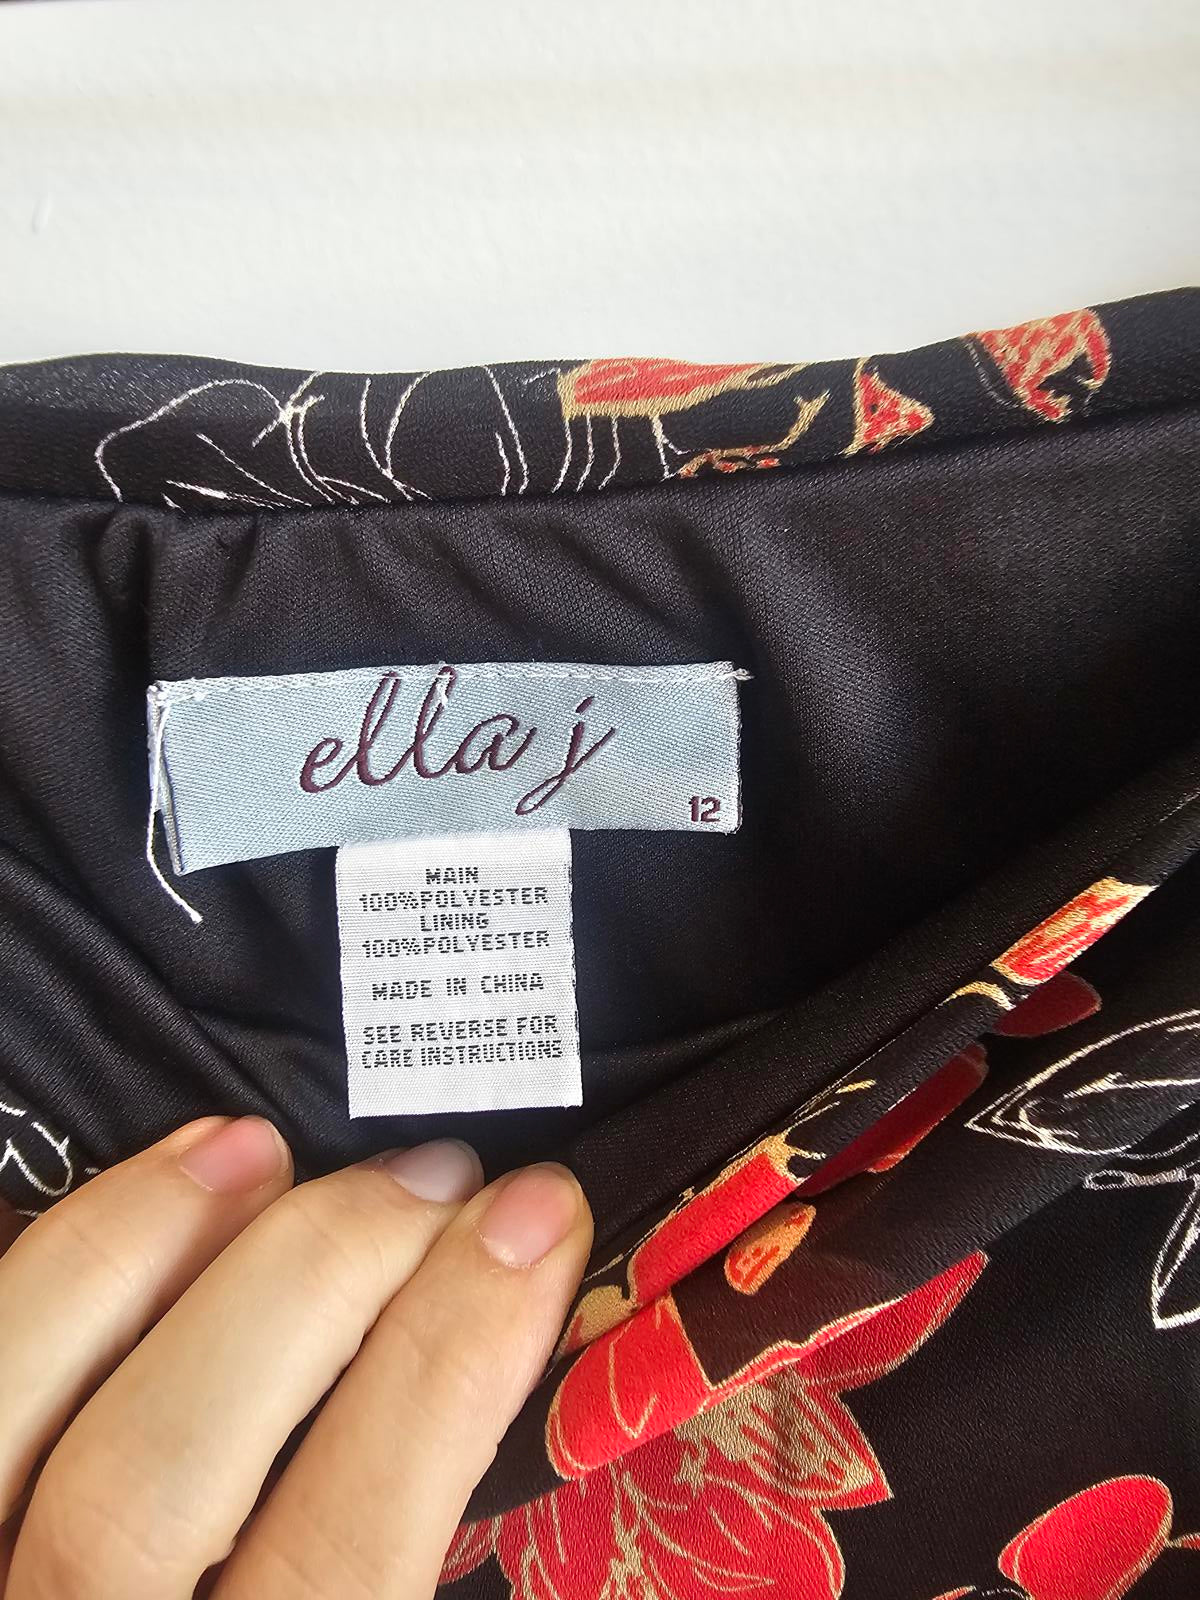 ella j
12
MAIN
100%POLYESTER
LINING
100%POLYESTER
MADE IN CHINA
SEE REVERSE FOR
CARE INSTRUCTIONS